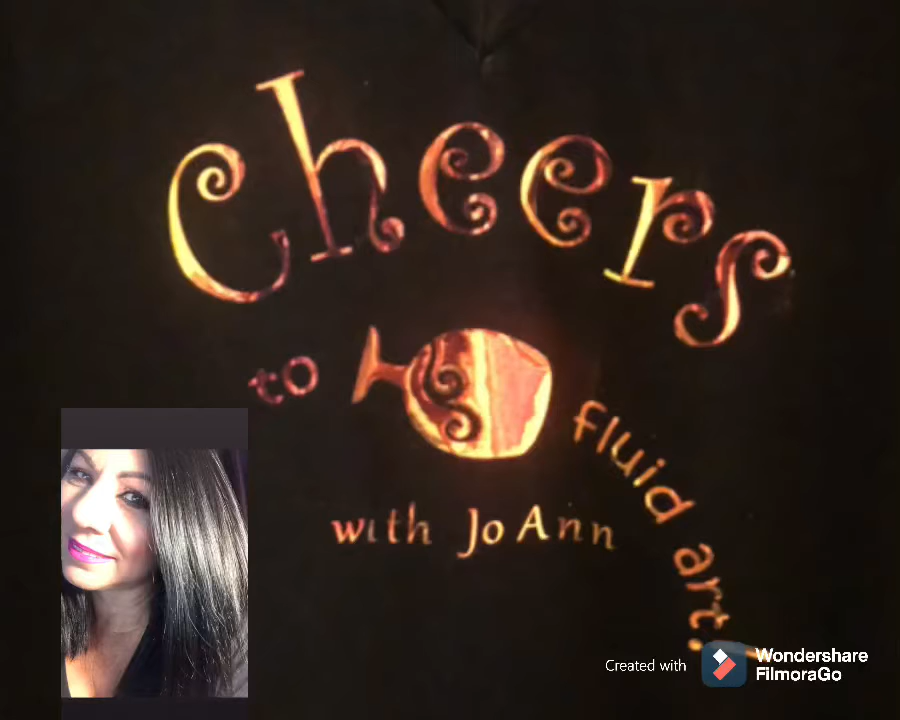 Cheers
to
fluid art!
with JoAnn
Created with
Wondershare
FilmoraGo